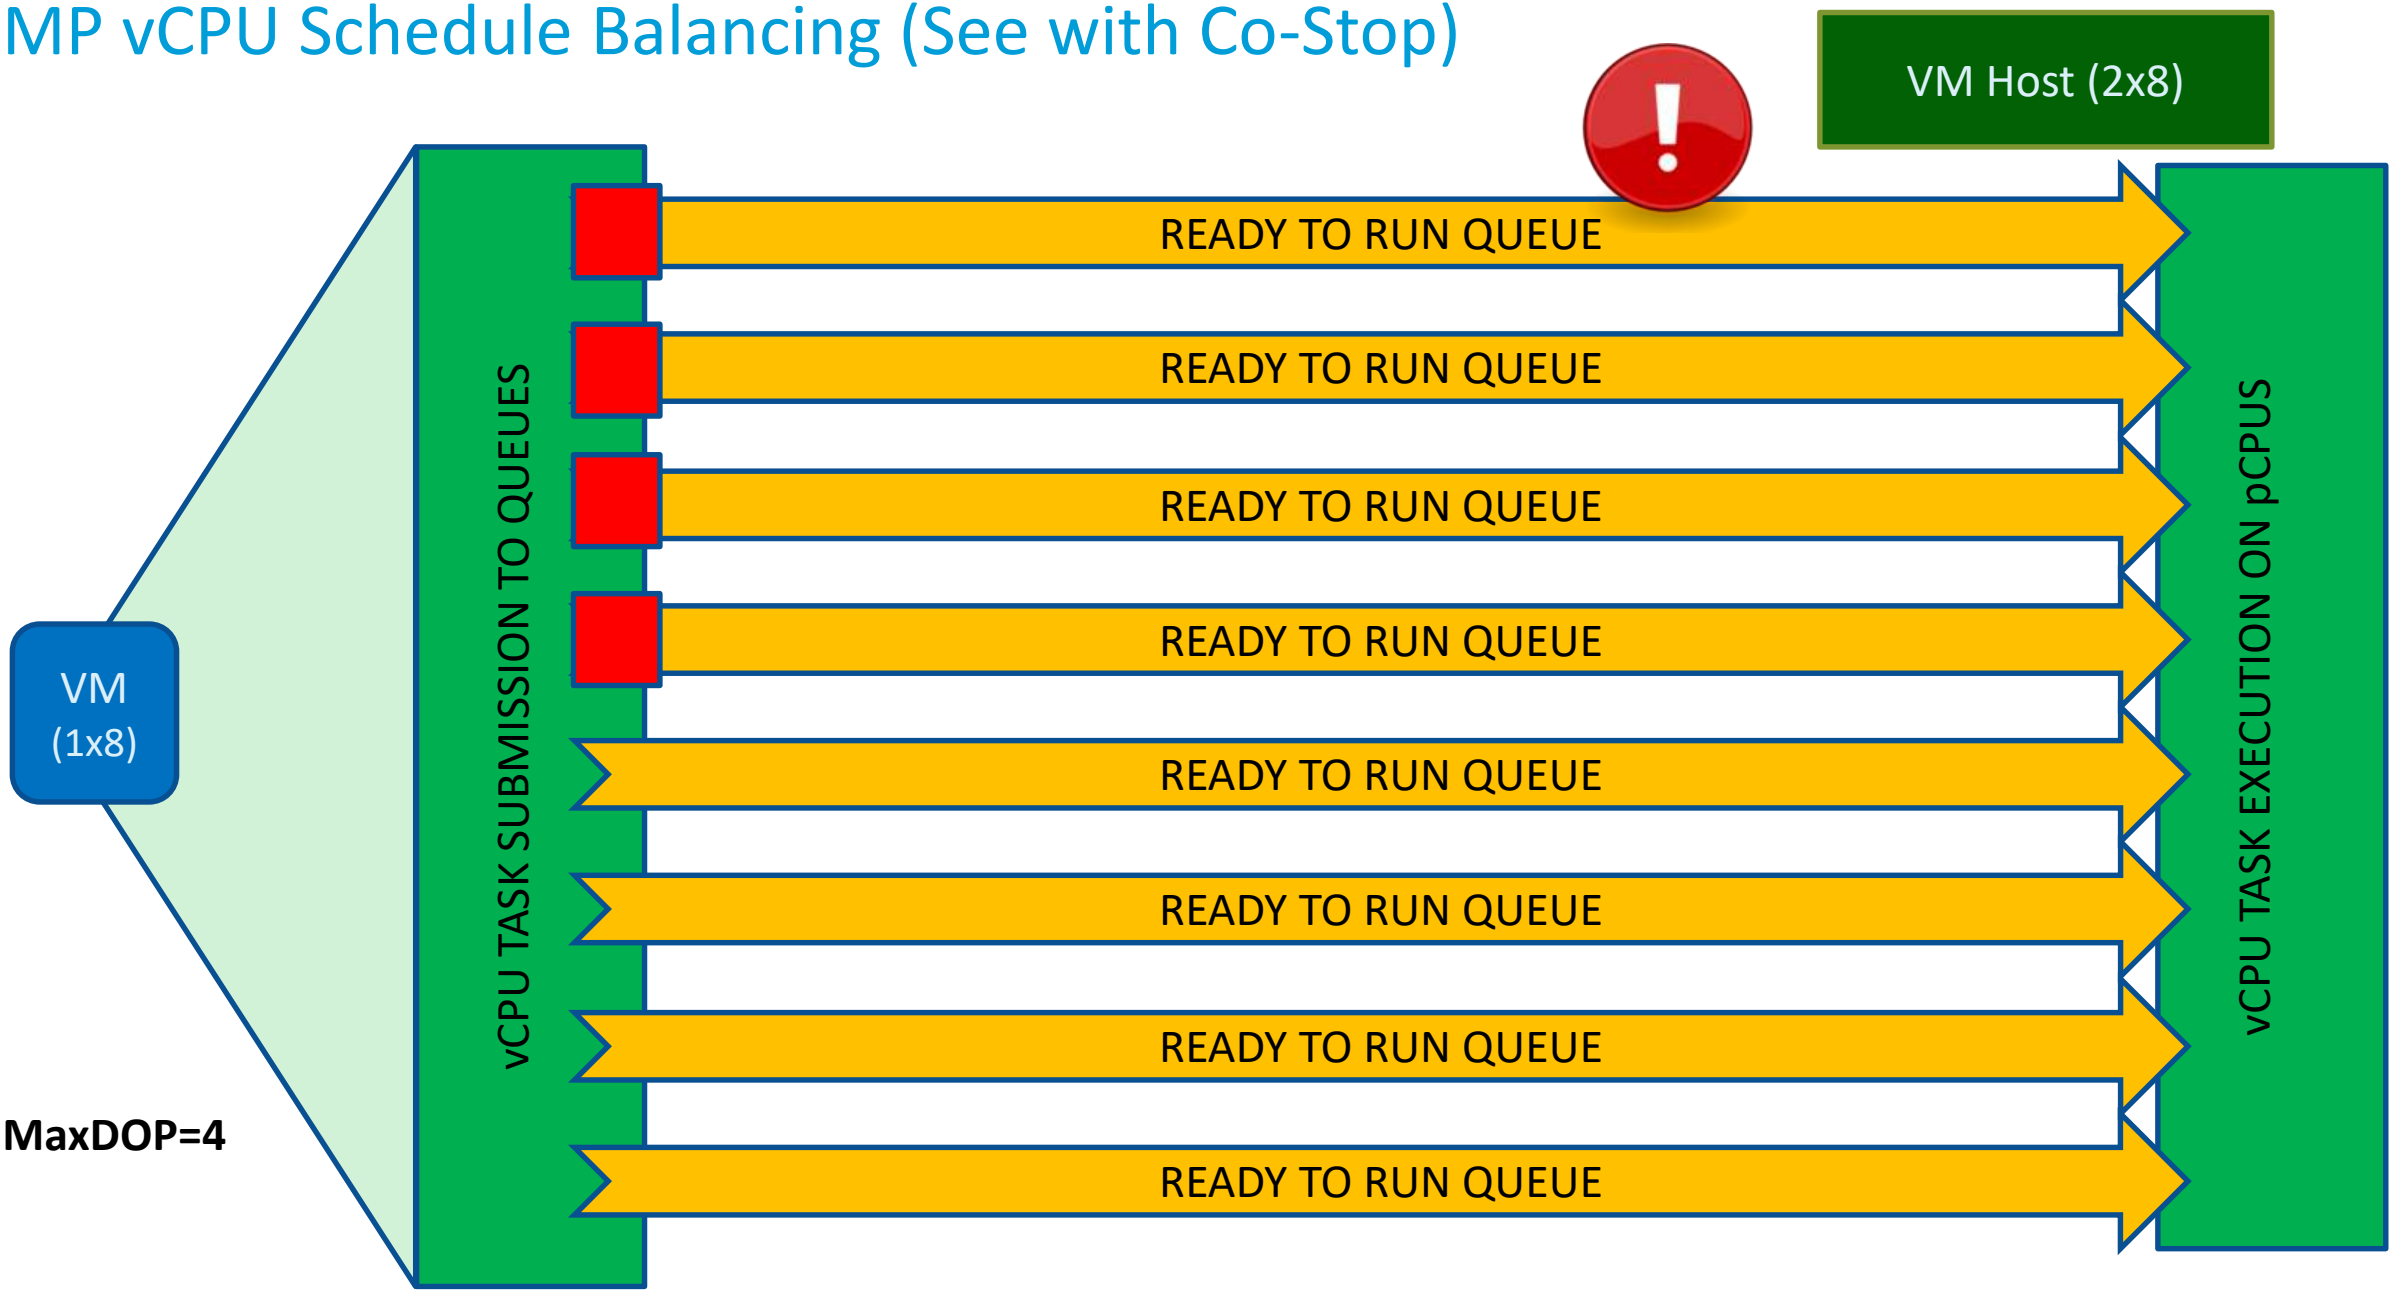 MP vCPU Schedule Balancing (See with Co-Stop)
VM Host (2x8)
VM
(1x8)
MaxDOP=4
vCPU TASK SUBMISSION TO QUEUES
READY TO RUN QUEUE
READY TO RUN QUEUE
READY TO RUN QUEUE
READY TO RUN QUEUE
READY TO RUN QUEUE
READY TO RUN QUEUE
READY TO RUN QUEUE
READY TO RUN QUEUE
vCPU TASK EXECUTION ON pCPUS